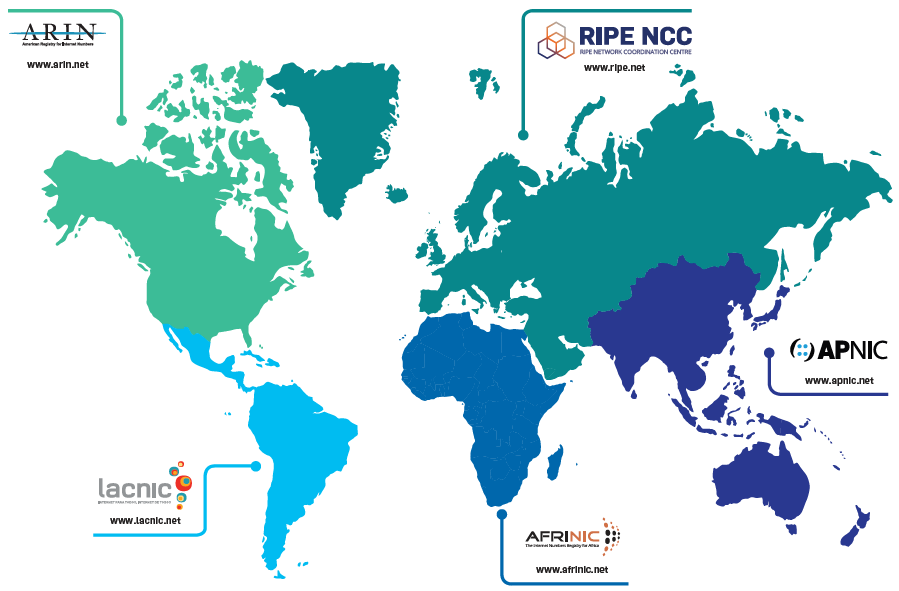 ARIN
American Registry for Internet Numbers
www.arin.net
RIPE NCC
RIPE NETWORK COORDINATION CENTRE
www.ripe.net
APNIC
www.apnic.net
lacnic
www.lacnic.net
AFRINIC
The Internet Numbers Registry for Africa
www.afrinic.net